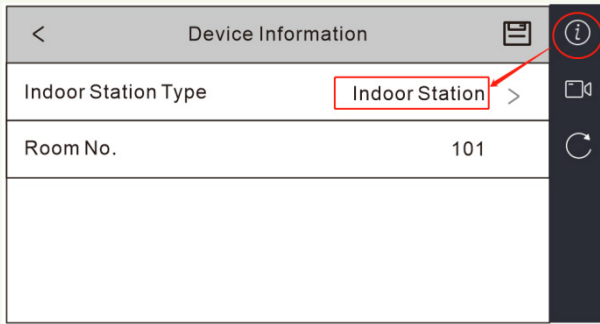 Device Information
Indoor Station Type Indoor Station >
Room No. 101